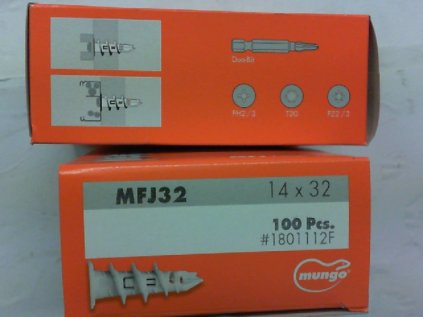 Duo-Bit
PH2/3
T20
PZ2/3
MFJ32
14 x 32
100 Pcs.
#1801112F
mungo